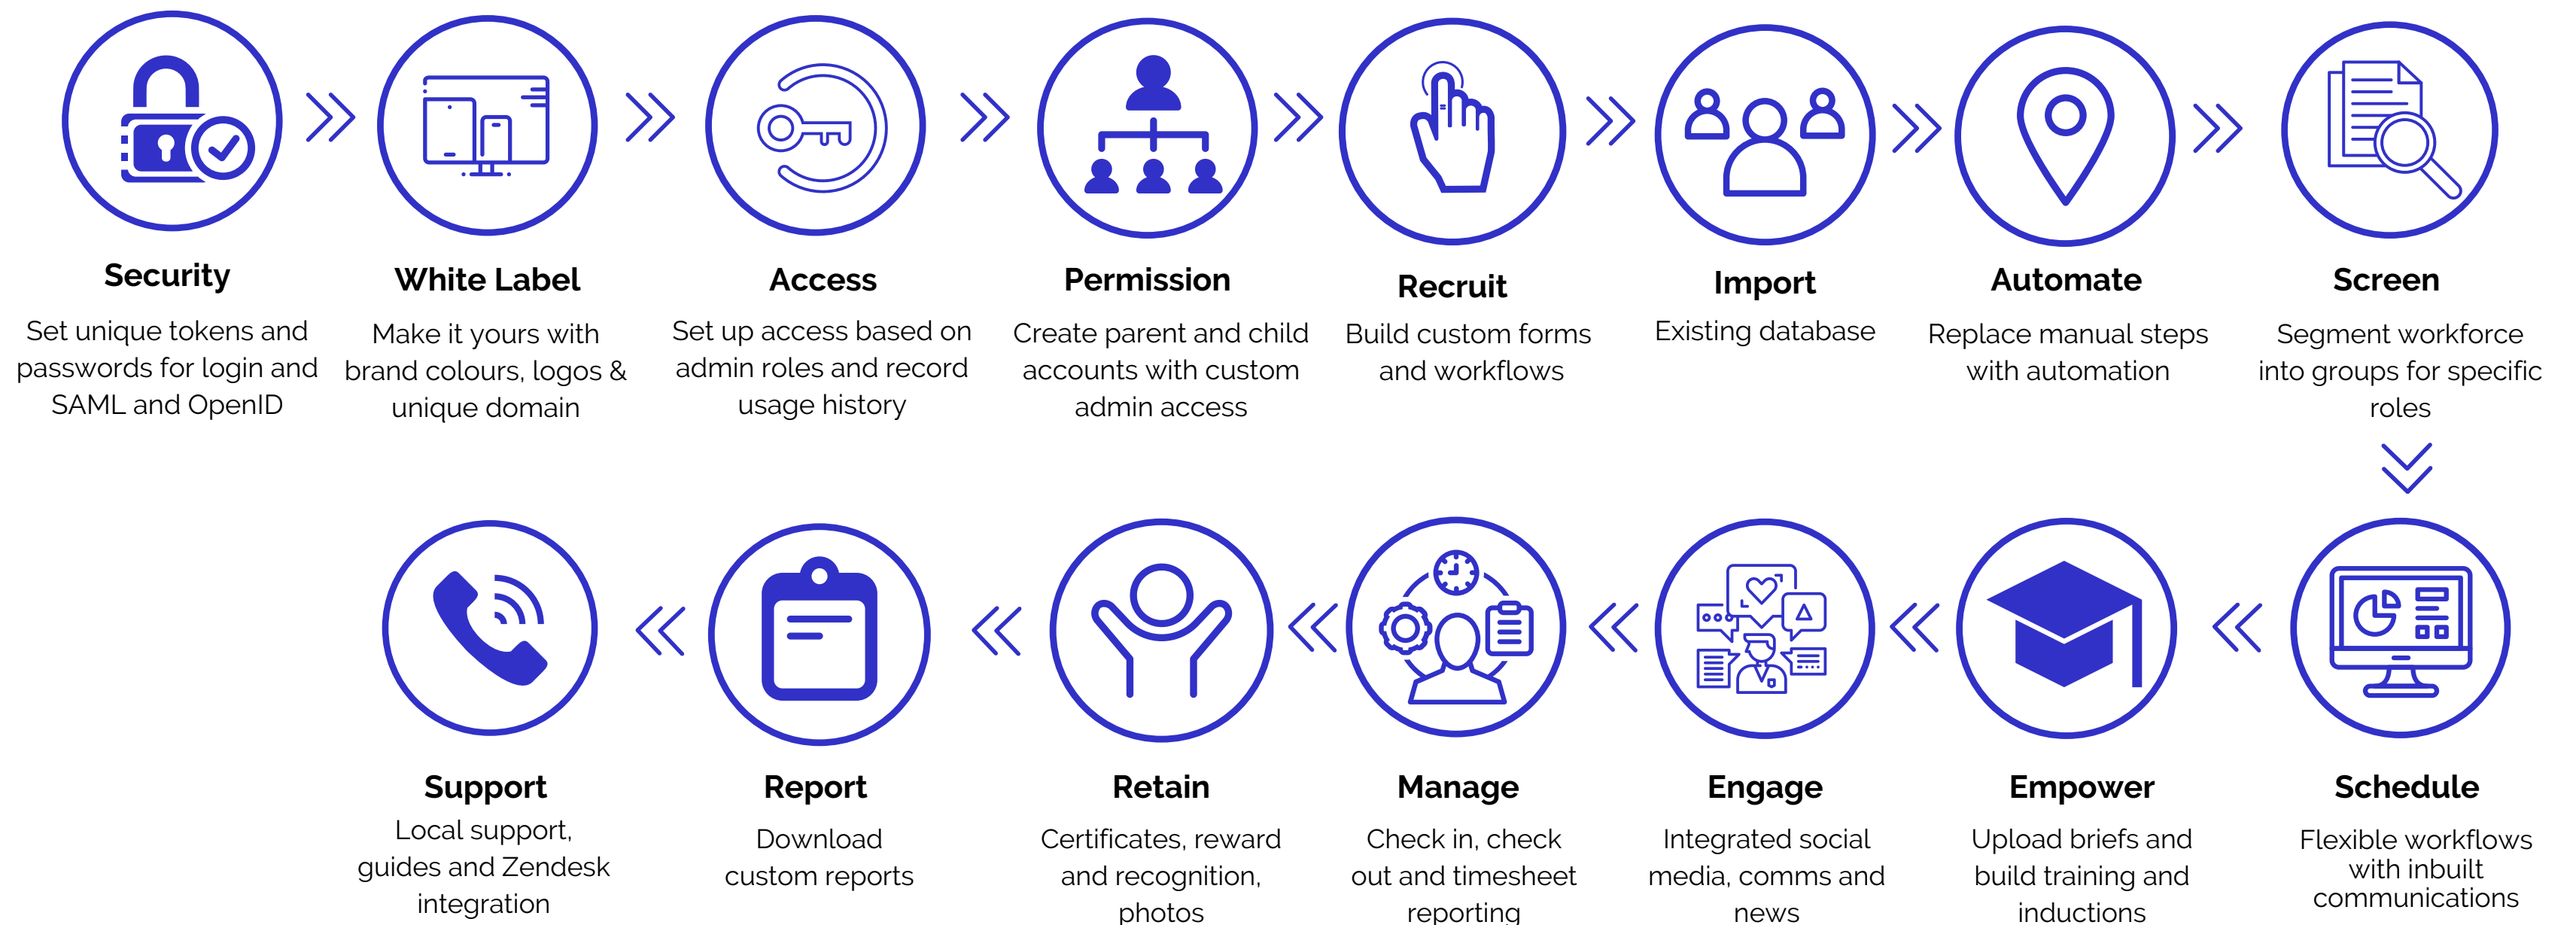 Security
Set unique tokens and
passwords for login and
SAML and OpenID
White Label
Make it yours with
brand colours, logos &
unique domain
Access
Set up access based on
admin roles and record
usage history
Permission
Create parent and child
accounts with custom
admin access
Recruit
Build custom forms
and workflows
Import
Existing database
Automate
Replace manual steps
with automation
Screen
Segment workforce
into groups for specific
roles
Schedule
Flexible workflows
with inbuilt
communications
Empower
Upload briefs and
build training and
inductions
Engage
Integrated social
media, comms and
news
Manage
Check in, check
out and timesheet
reporting
Retain
Certificates, reward
and recognition,
photos
Report
Download
custom reports
Support
Local support,
guides and Zendesk
integration